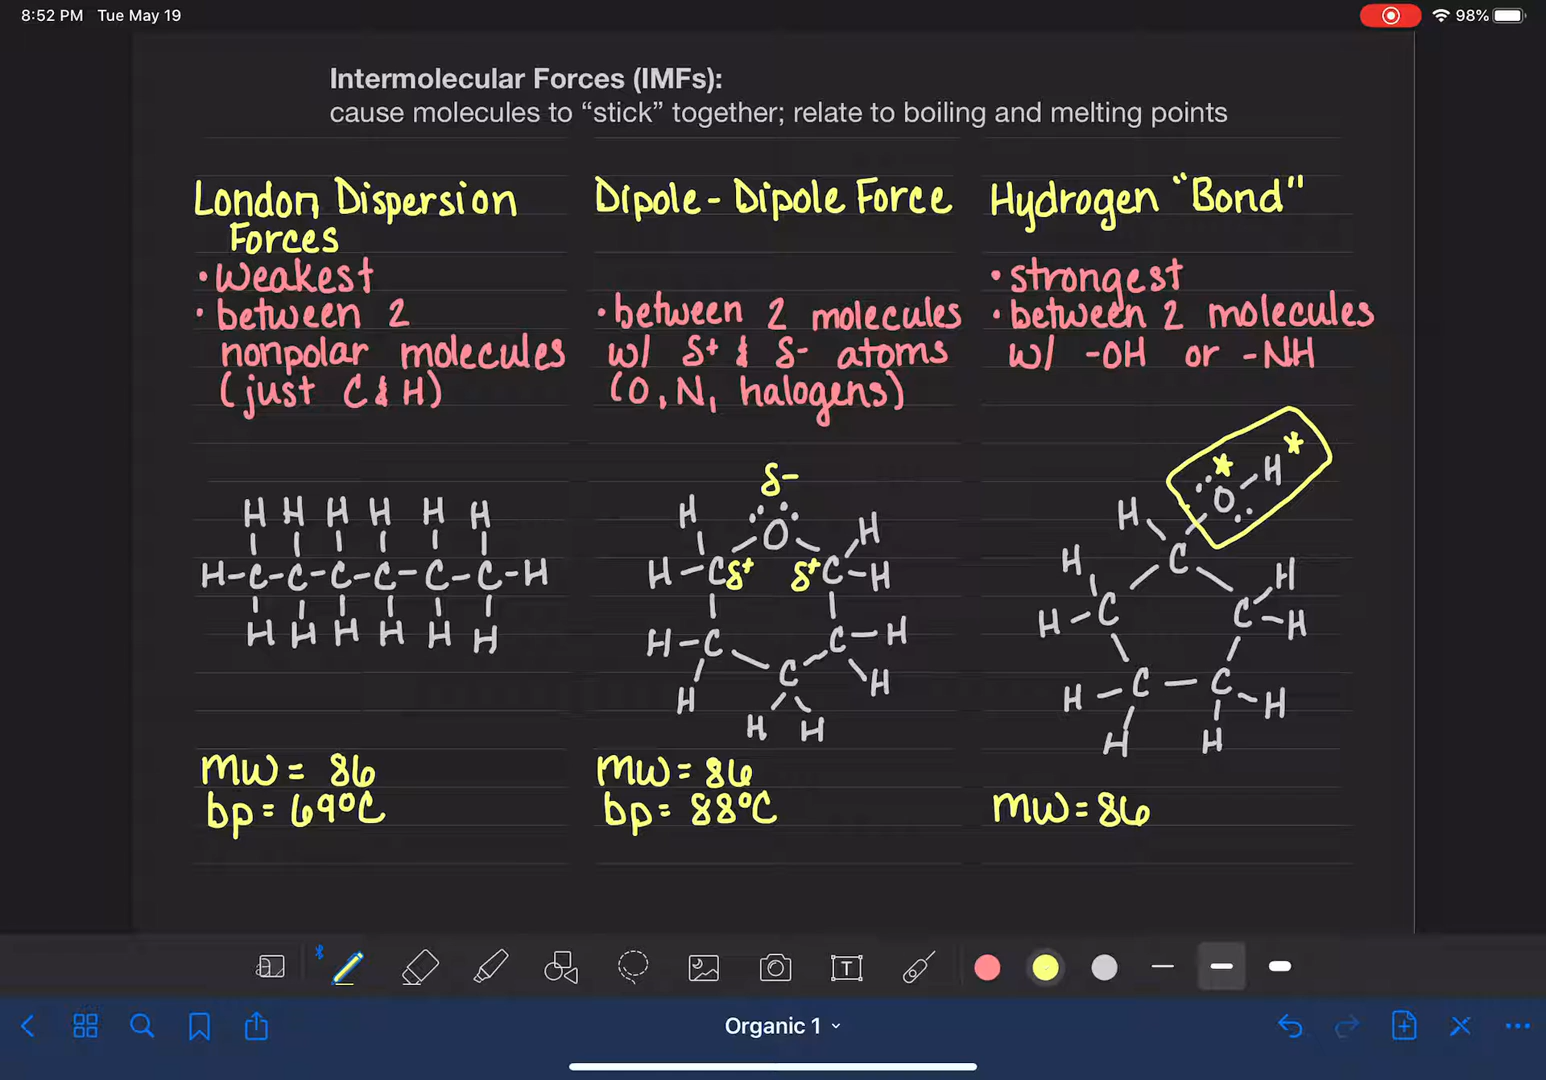 8:52 PM Tue May 19
98%
Intermolecular Forces (IMFs):
cause molecules to “stick” together; relate to boiling and melting points
London Dispersion
Forces
• weakest
• between 2
nonpolar molecules
(just C & H)
H H H H H H
H-C-C-C-C-C-C-H
H H H H H H
mw = 86
bp = 69°C
Dipole - Dipole Force
• between 2 molecules
w/ δ+ & δ- atoms
(O, N, halogens)
δ-
H O H
H-C δ+ δ+ C-H
H-C C-H
H C H
H H
mw = 86
bp = 88°C
Hydrogen "Bond"
• strongest
• between 2 molecules
w/ -OH or -NH
* *
O-H
H C
H H
H-C C-H
H-C-C-H
H H
mw = 86
T
Organic 1